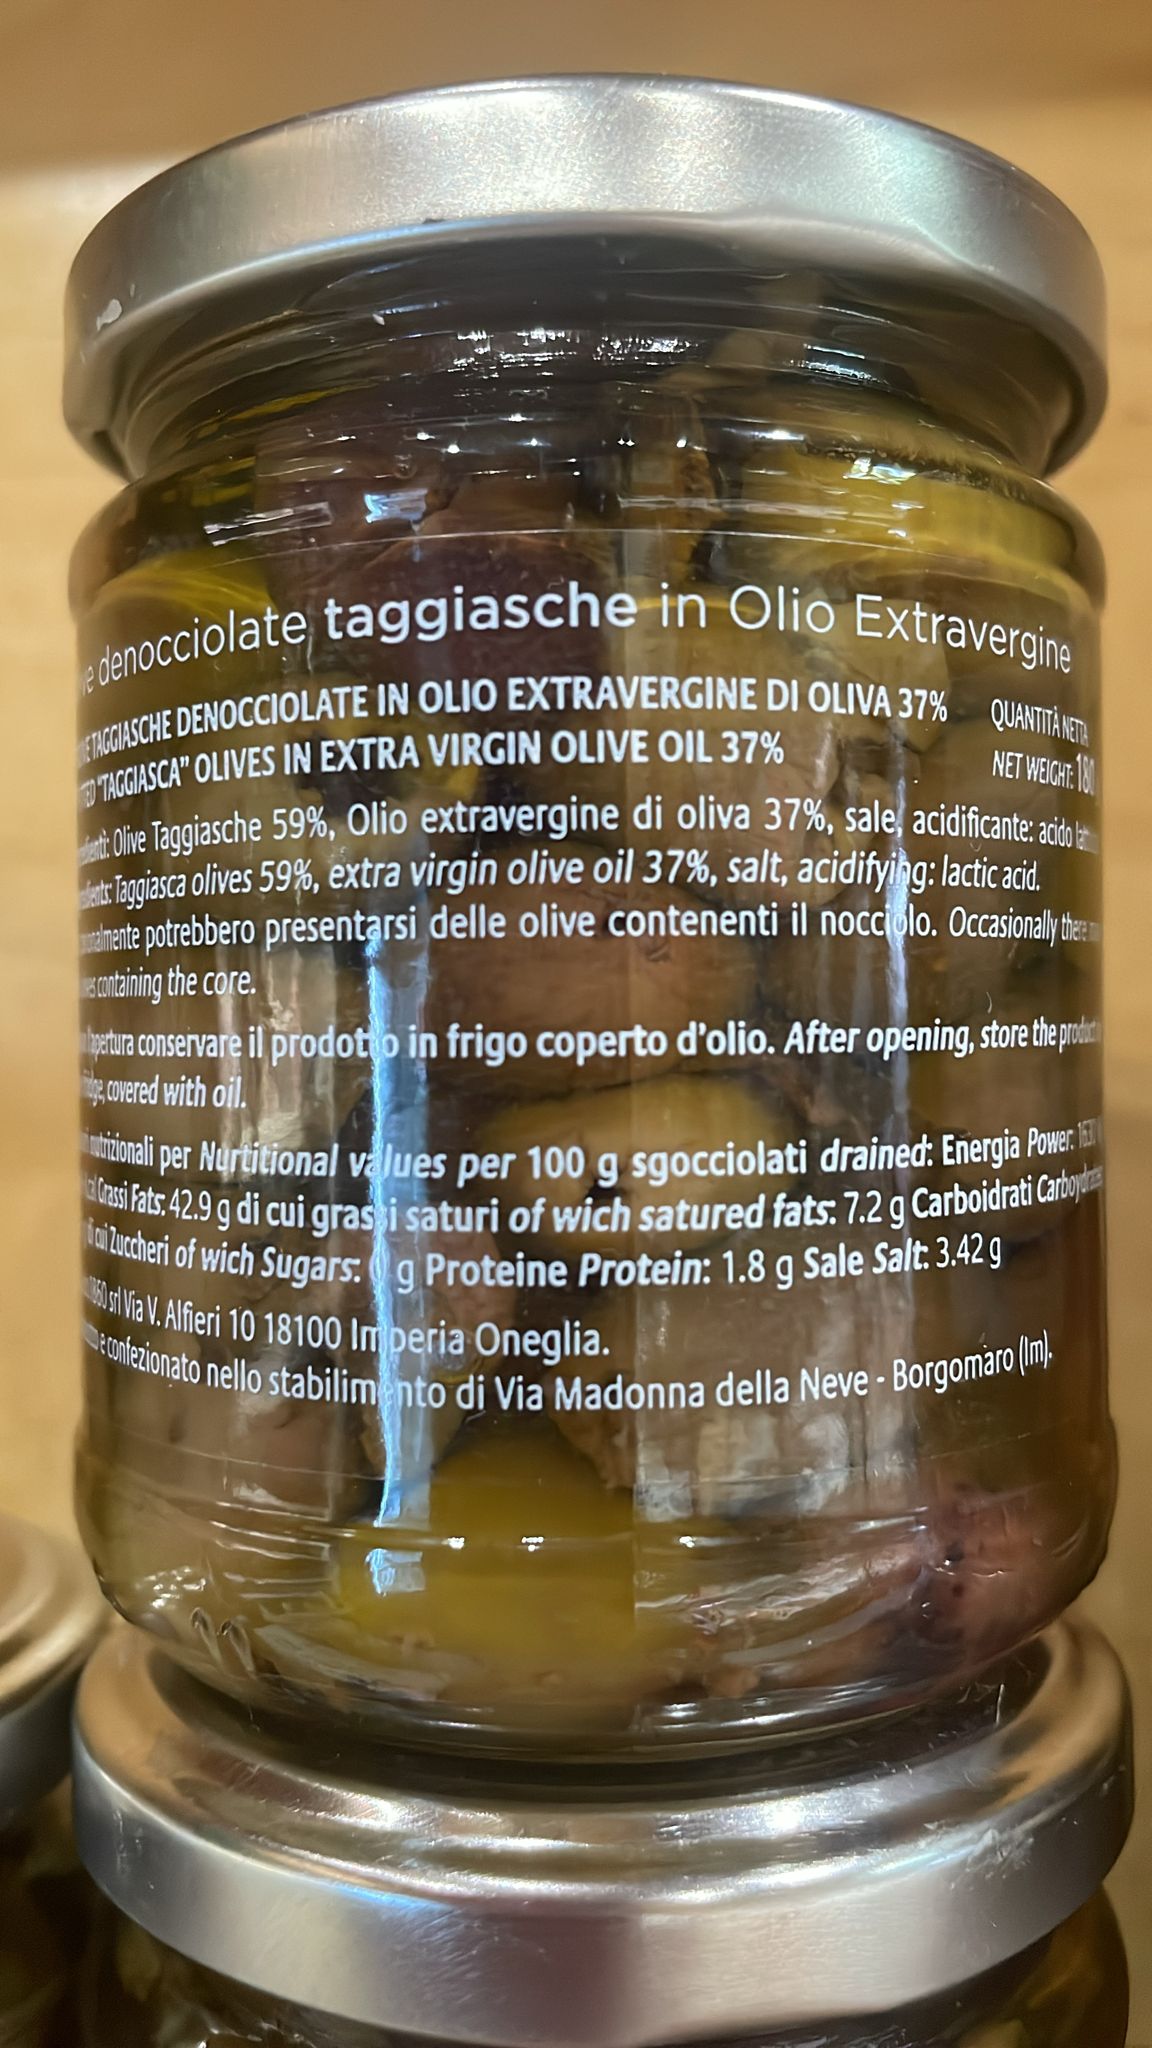 denocciolate taggiasche in Olio Extravergine
TAGGIASCHE DENOCCIOLATE IN OLIO EXTRAVERGINE DI OLIVA 37%
"TAGGIASCA" OLIVES IN EXTRA VIRGIN OLIVE OIL 37%
QUANTITÀ NETTA
NET WEIGHT: 180
Olive Taggiasche 59%, Olio extravergine di oliva 37%, sale, acidificante: acido
Taggiasca olives 59%, extra virgin olive oil 37%, salt, acidifying: lactic acid.
potrebbero presentarsi delle olive contenenti il nocciolo. Occasionally there
containing the core.
conservare il prodotto in frigo coperto d'olio. After opening, store the product
covered with oil.
nutrizionali per Nurtitional values per 100 g sgocciolati drained: Energia Power:
Grassi Fats: 42.9 g di cui grassi saturi of wich satured fats: 7.2 g Carboidrati
di cui Zuccheri of wich Sugars: g Proteine Protein: 1.8 g Sale Salt: 3.42 g
srl Via V. Alfieri 10 18100 Imperia Oneglia.
e confezionato nello stabilimento di Via Madonna della Neve - Borgomaro (Im).